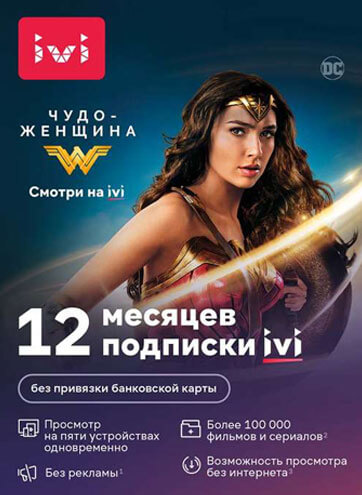 ivi
DC
ЧУДО-
ЖЕНЩИНА
Смотри на ivi
12 месяцев
подписки ivi
без привязки банковской карты
Просмотр
на пяти устройствах
одновременно
Более 100 000
фильмов и сериалов²
Без рекламы¹
Возможность просмотра
без интернета³